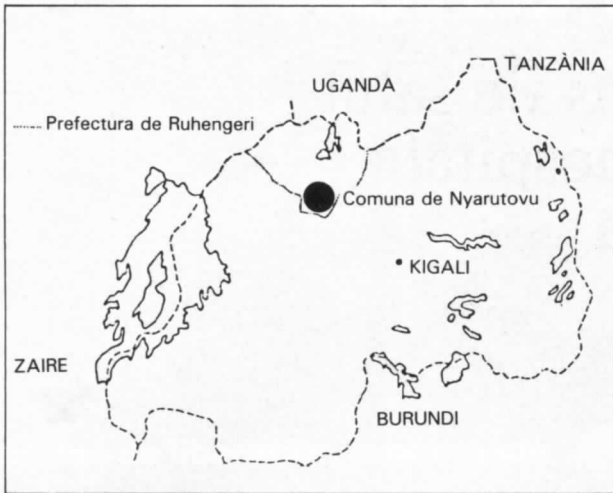 TANZÀNIA
UGANDA
Prefectura de Ruhengeri
Comuna de Nyarutovu
KIGALI
ZAIRE
BURUNDI